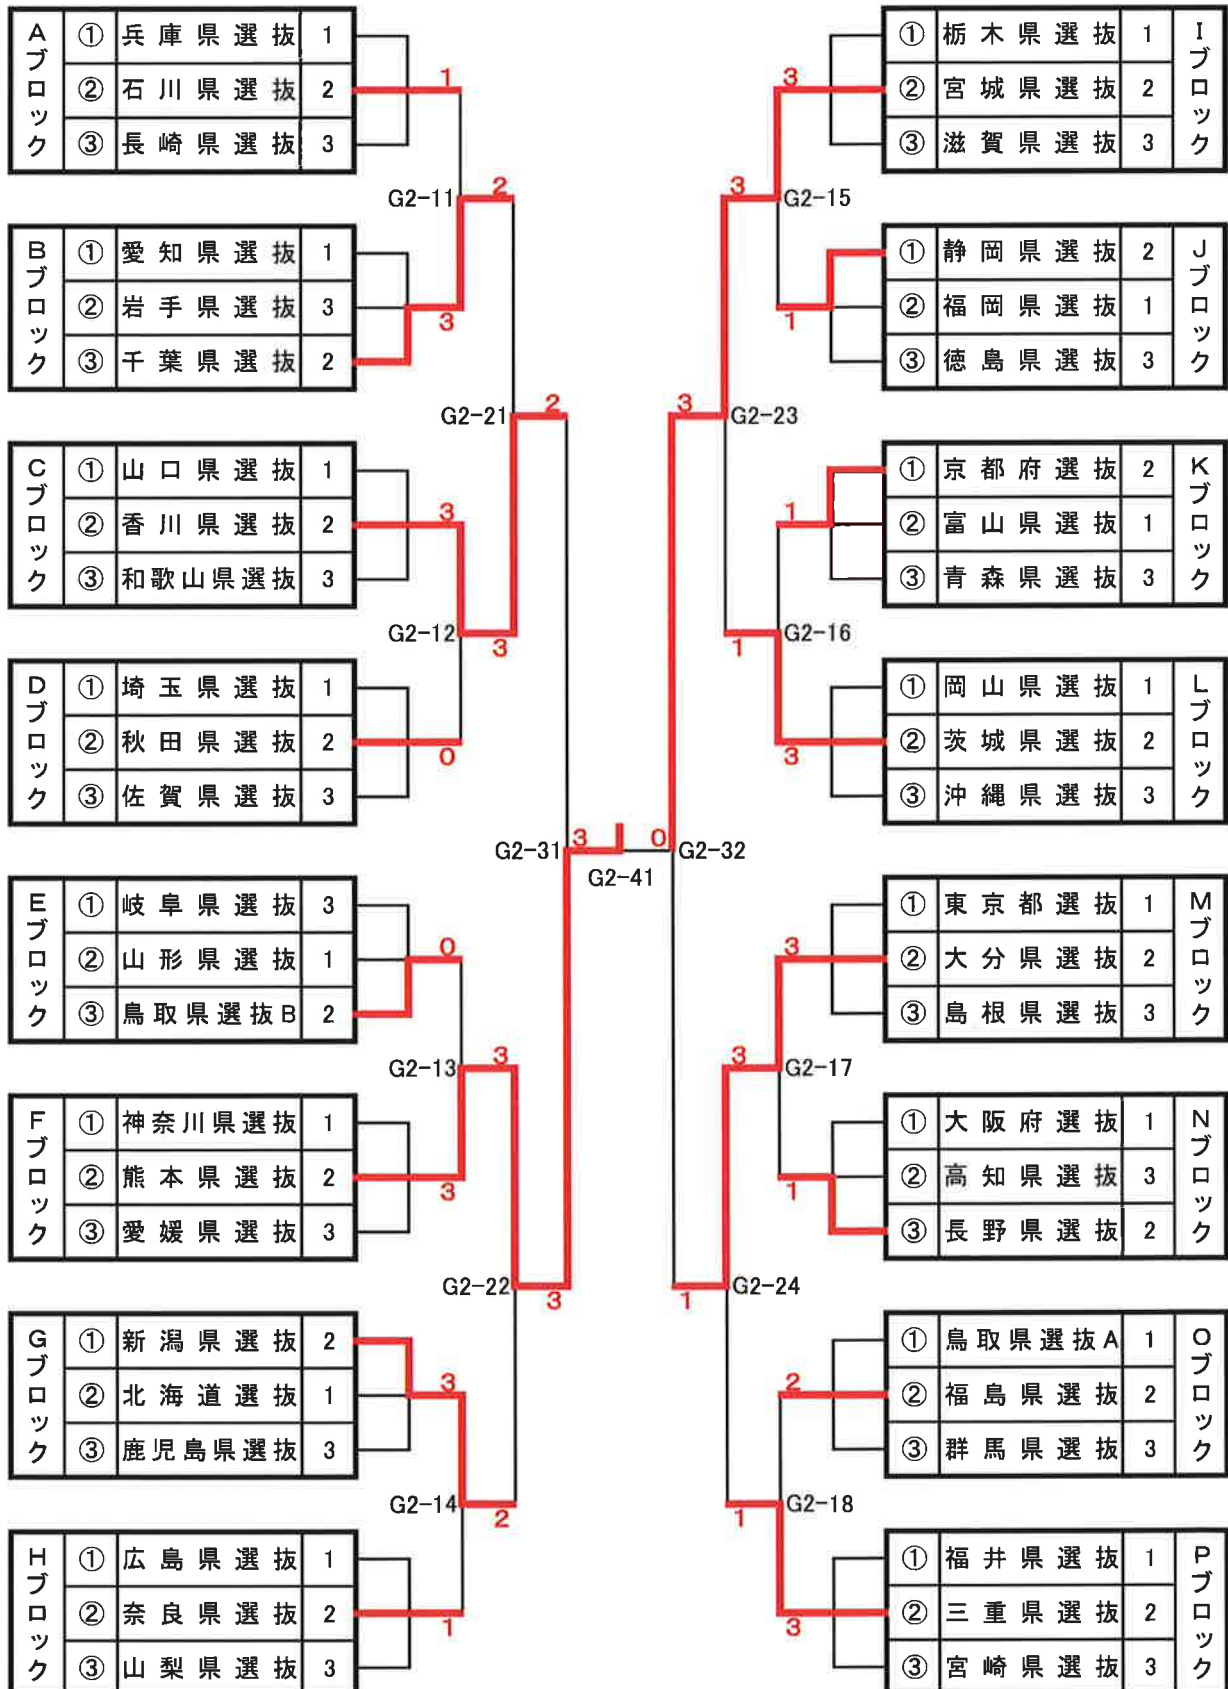 Aブロック
① 兵庫県選抜 1
② 石川県選抜 2
③ 長崎県選抜 3
1
G2-11
2
Bブロック
① 愛知県選抜 1
② 岩手県選抜 3
③ 千葉県選抜 2
3
G2-21
2
Cブロック
① 山口県選抜 1
② 香川県選抜 2
③ 和歌山県選抜 3
3
G2-12
3
Dブロック
① 埼玉県選抜 1
② 秋田県選抜 2
③ 佐賀県選抜 3
0
G2-31
3
G2-41
0
G2-32
Eブロック
① 岐阜県選抜 3
② 山形県選抜 1
③ 鳥取県選抜B 2
0
G2-13
3
Fブロック
① 神奈川県選抜 1
② 熊本県選抜 2
③ 愛媛県選抜 3
3
G2-22
3
Gブロック
① 新潟県選抜 2
② 北海道選抜 1
③ 鹿児島県選抜 3
3
G2-14
2
Hブロック
① 広島県選抜 1
② 奈良県選抜 2
③ 山梨県選抜 3
1
Iブロック
① 栃木県選抜 1
② 宮城県選抜 2
③ 滋賀県選抜 3
3
3
G2-15
Jブロック
① 静岡県選抜 2
② 福岡県選抜 1
③ 徳島県選抜 3
1
3
G2-23
Kブロック
① 京都府選抜 2
② 富山県選抜 1
③ 青森県選抜 3
1
1
G2-16
Lブロック
① 岡山県選抜 1
② 茨城県選抜 2
③ 沖縄県選抜 3
3
Mブロック
① 東京都選抜 1
② 大分県選抜 2
③ 島根県選抜 3
3
3
G2-17
Nブロック
① 大阪府選抜 1
② 高知県選抜 3
③ 長野県選抜 2
1
1
G2-24
Oブロック
① 鳥取県選抜A 1
② 福島県選抜 2
③ 群馬県選抜 3
2
1
G2-18
Pブロック
① 福井県選抜 1
② 三重県選抜 2
③ 宮崎県選抜 3
3